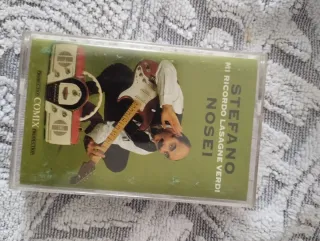 STEFANO
NOSEI
MI RICORDO LASAGNE VERDI
COMIX